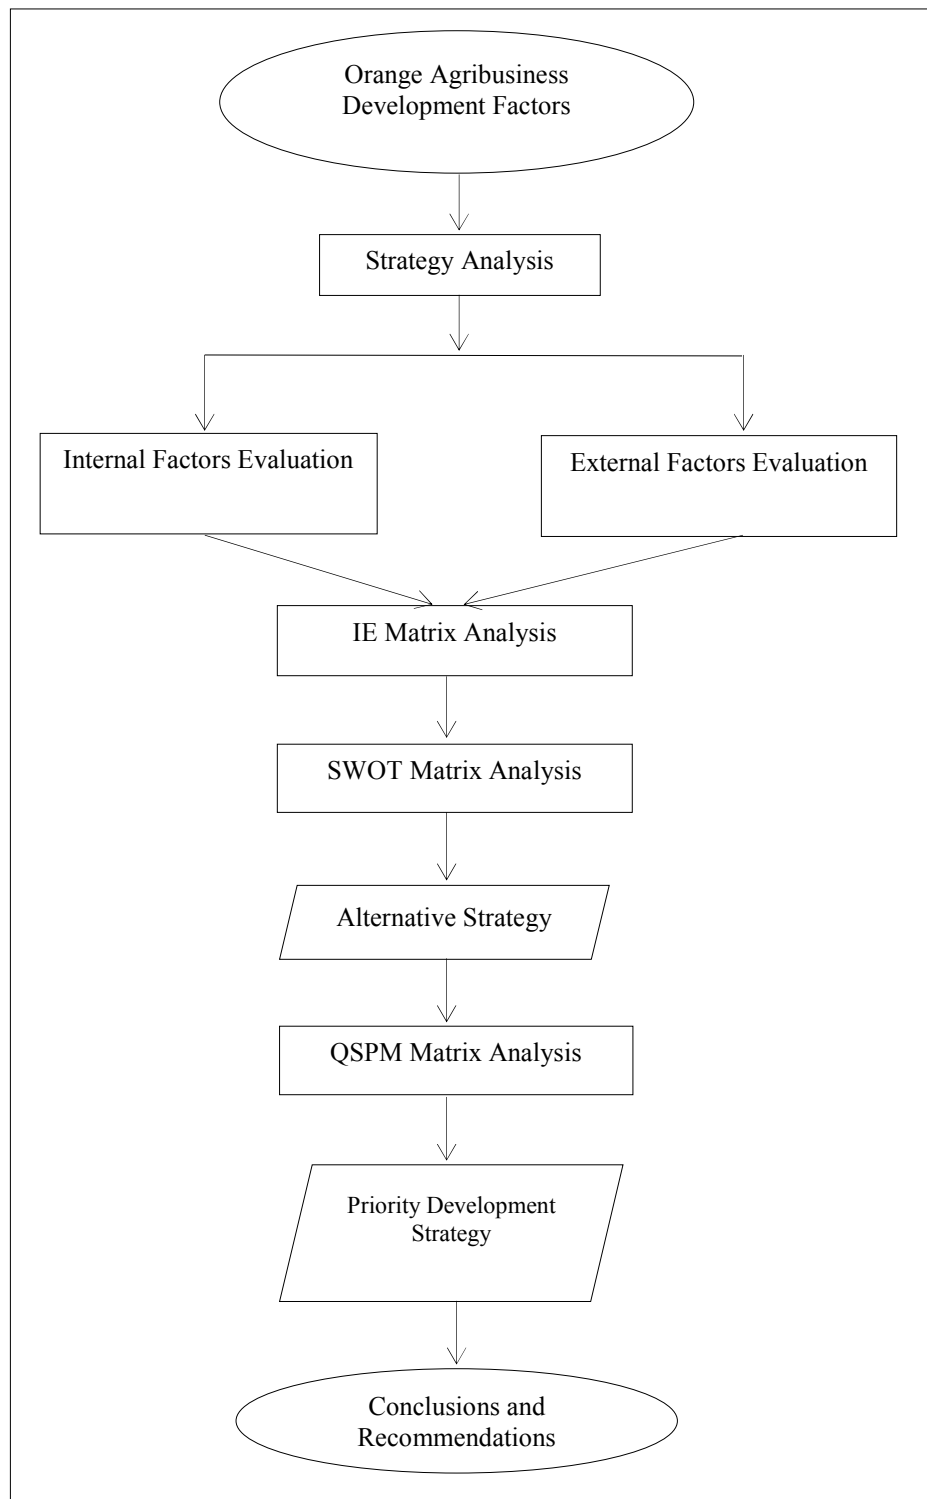 Orange Agribusiness
Development Factors
Strategy Analysis
Internal Factors Evaluation
External Factors Evaluation
IE Matrix Analysis
SWOT Matrix Analysis
Alternative Strategy
QSPM Matrix Analysis
Priority Development
Strategy
Conclusions and
Recommendations